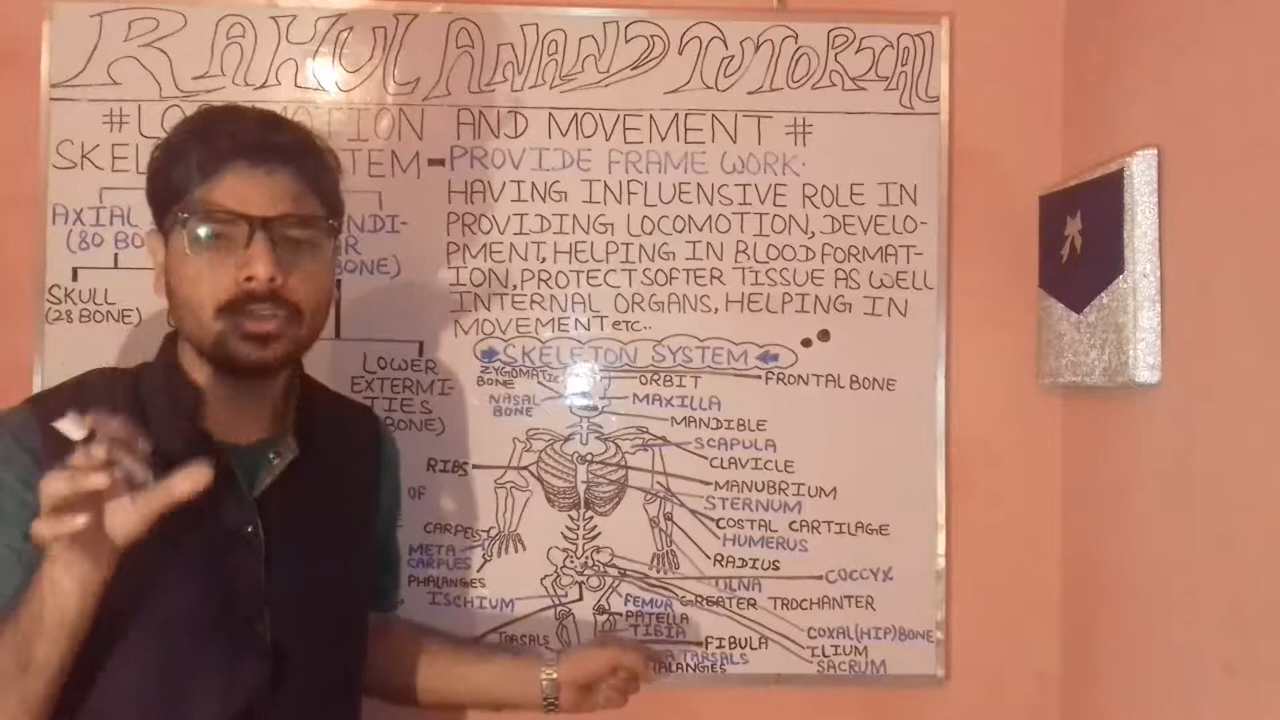 RAHUL ANAND TUTORIAL
# LOCOMOTION AND MOVEMENT #
SKEL STEM - PROVIDE FRAME WORK.
HAVING INFLUENSIVE ROLE IN
PROVIDING LOCOMOTION, DEVELO-
PMENT, HELPING IN BLOOD FORMAT-
ION, PROTECT SOFTER TISSUE AS WELL
INTERNAL ORGANS, HELPING IN
MOVEMENT etc..
AXIAL
(80 BO
NDI-
R
BONE)
SKULL
(28 BONE)
LOWER
EXTERMI-
TIES
BONE)
OF
SKELETON SYSTEM
ZYGOMATIC
BONE
ORBIT
FRONTAL BONE
NASAL
BONE
MAXILLA
MANDIBLE
SCAPULA
CLAVICLE
RIBS
MANUBRIUM
STERNUM
COSTAL CARTILAGE
HUMERUS
CARPELS
META
CARPLES
RADIUS
PHALANGES
ULNA
COCCYX
ISCHIUM
FEMUR
GREATER TROCHANTER
PATELLA
TIBIA
COXAL (HIP) BONE
TARSALS
FIBULA
ILIUM
TARSALS
SACRUM
HALANGES